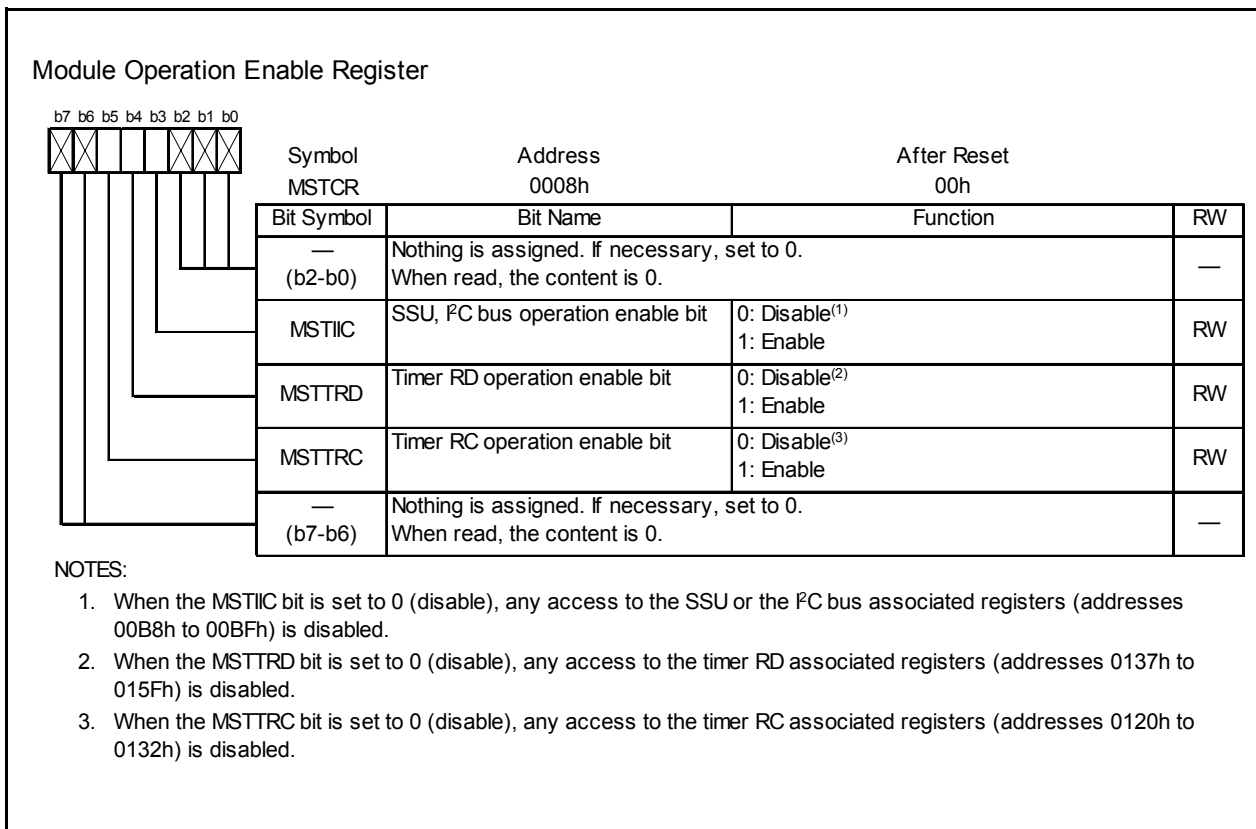 Module Operation Enable Register
b7 b6 b5 b4 b3 b2 b1 b0
Symbol Address After Reset
MSTCR 0008h 00h
Bit Symbol Bit Name Function RW
— Nothing is assigned. If necessary, set to 0.
(b2-b0) When read, the content is 0. —
MSTIIC SSU, I²C bus operation enable bit 0: Disable(1) RW
1: Enable
MSTTRD Timer RD operation enable bit 0: Disable(2) RW
1: Enable
MSTTRC Timer RC operation enable bit 0: Disable(3) RW
1: Enable
— Nothing is assigned. If necessary, set to 0.
(b7-b6) When read, the content is 0. —
NOTES:
1. When the MSTIIC bit is set to 0 (disable), any access to the SSU or the I²C bus associated registers (addresses
00B8h to 00BFh) is disabled.
2. When the MSTTRD bit is set to 0 (disable), any access to the timer RD associated registers (addresses 0137h to
015Fh) is disabled.
3. When the MSTTRC bit is set to 0 (disable), any access to the timer RC associated registers (addresses 0120h to
0132h) is disabled.